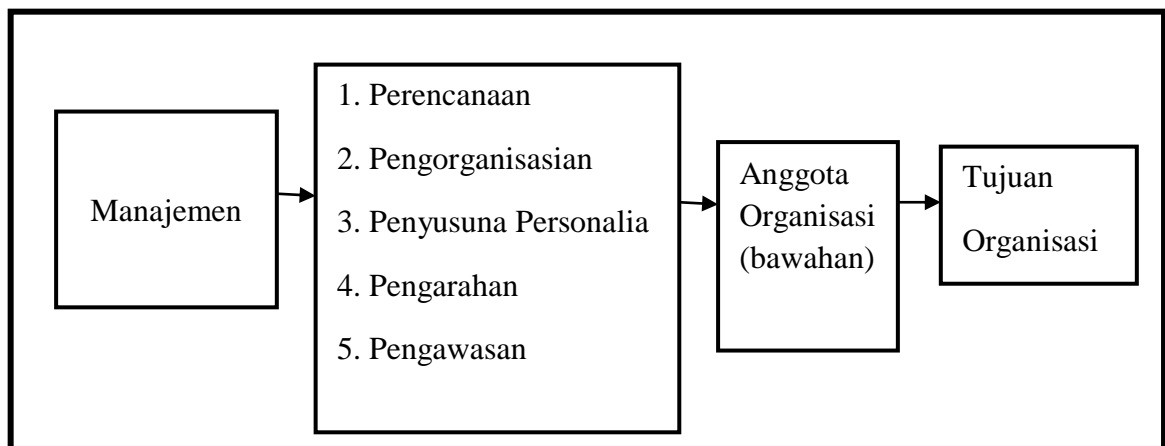 Manajemen
1. Perencanaan
2. Pengorganisasian
3. Penyusuna Personalia
4. Pengarahan
5. Pengawasan
Anggota
Organisasi
(bawahan)
Tujuan
Organisasi